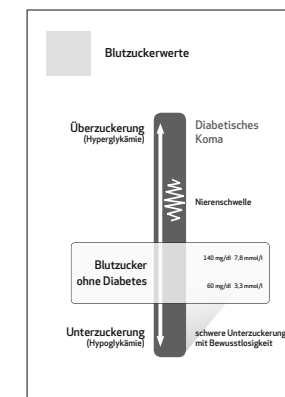 Blutzuckerwerte
Überzuckerung
(Hyperglykämie)
Diabetisches
Koma
Nierenschwelle
Blutzucker
ohne Diabetes
140 mg/dl 7,8 mmol/l
60 mg/dl 3,3 mmol/l
Unterzuckerung
(Hypoglykämie)
schwere Unterzuckerung
mit Bewusstlosigkeit